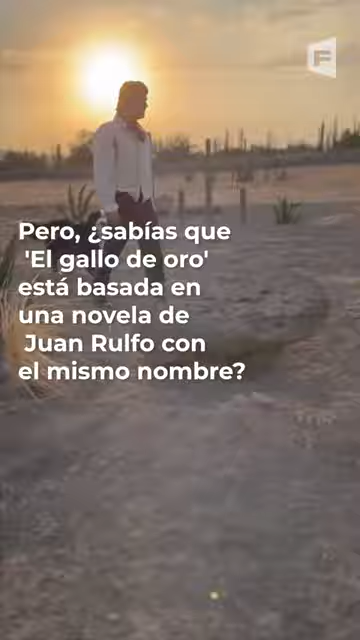 F
Pero, ¿sabías que
'El gallo de oro'
está basada en
una novela de
Juan Rulfo con
el mismo nombre?